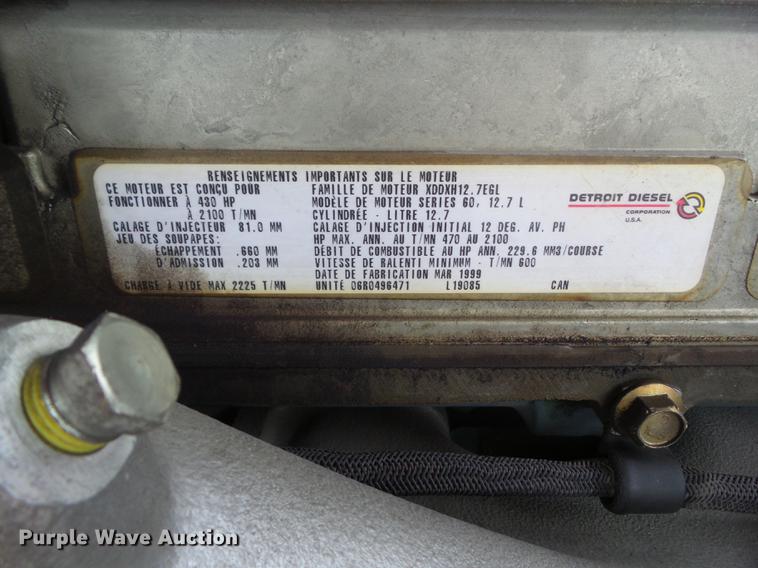 RENSEIGNEMENTS IMPORTANTS SUR LE MOTEUR
CE MOTEUR EST CONÇU POUR
FONCTIONER À 430 HP
À 2100 T/MN
CALAGE D'INJECTEUR 81.0 MM
JEU DES SOUPAPES:
ÉCHAPPEMENT .660 MM
D'ADMISSION .203 MM
CHARGE À VIDE MAX 2225 T/MN
FAMILLE DE MOTEUR XDDXH12.7EGL
MODÈLE DE MOTEUR SERIES 60, 12.7 L
CYLINDRÉE - LITRE 12.7
CALAGE D'INJECTION INITIAL 12 DEG. AV. PH
HP MAX. ANN. AU T/MN 470 AU 2100
DÉBIT DE COMBUSTIBLE AU HP ANN. 229.6 MM3/COURSE
VITESSE DE RALENTI MINIMUM - T/MN 600
DATE DE FABRICATION MAR 1999
UNITÉ 06R0496471 L19085 CAN
DETROIT DIESEL
CORPORATION
U.S.A.
Purple Wave Auction